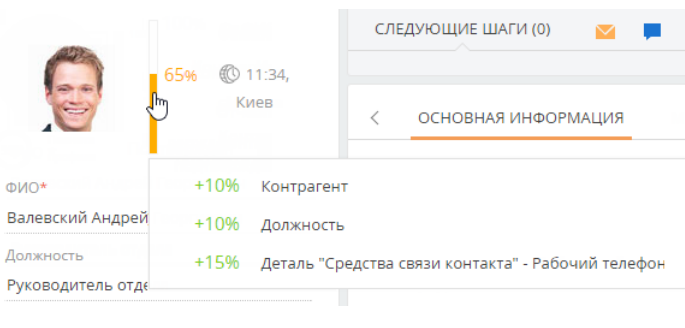 СЛЕДУЮЩИЕ ШАГИ (0)
65%
11:34,
Киев
ОСНОВНАЯ ИНФОРМАЦИЯ
ФИО*
Валевский Андрей
Должность
Руководитель отде
+10% Контрагент
+10% Должность
+15% Деталь "Средства связи контакта" - Рабочий телефон